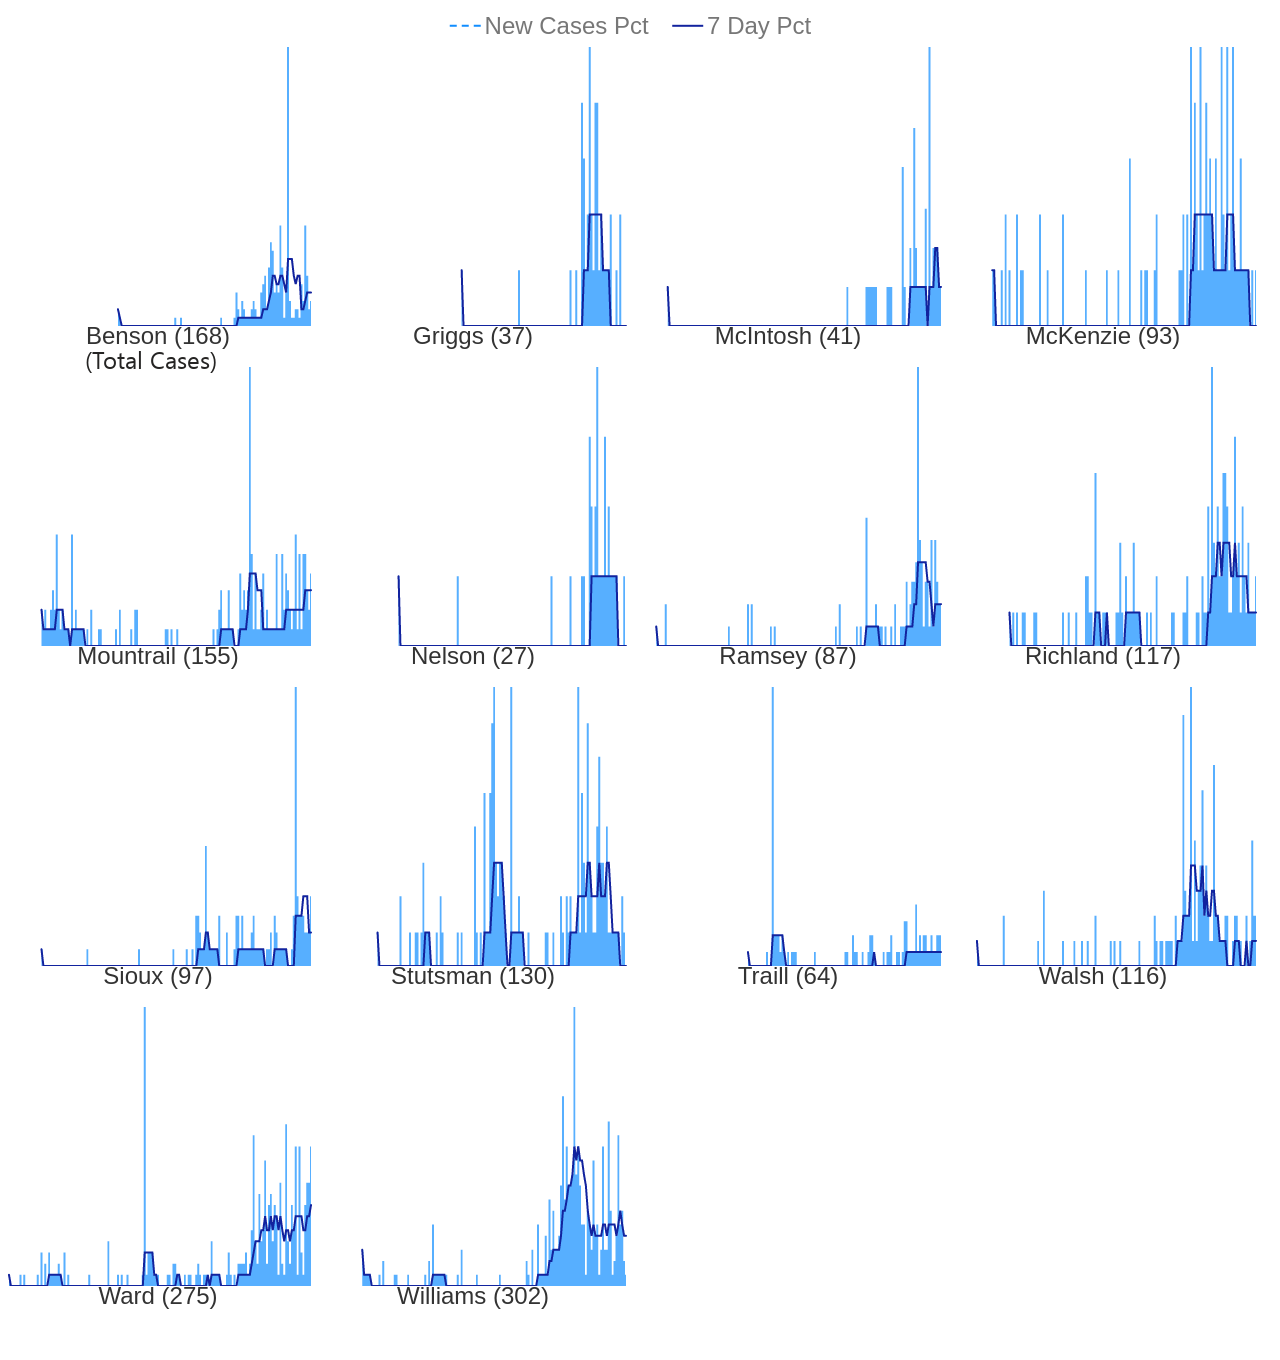 New Cases Pct 7 Day Pct
Benson (168) Griggs (37) McIntosh (41) McKenzie (93)
(Total Cases)
Mountrail (155) Nelson (27) Ramsey (87) Richland (117)
Sioux (97) Stutsman (130) Traill (64) Walsh (116)
Ward (275) Williams (302)